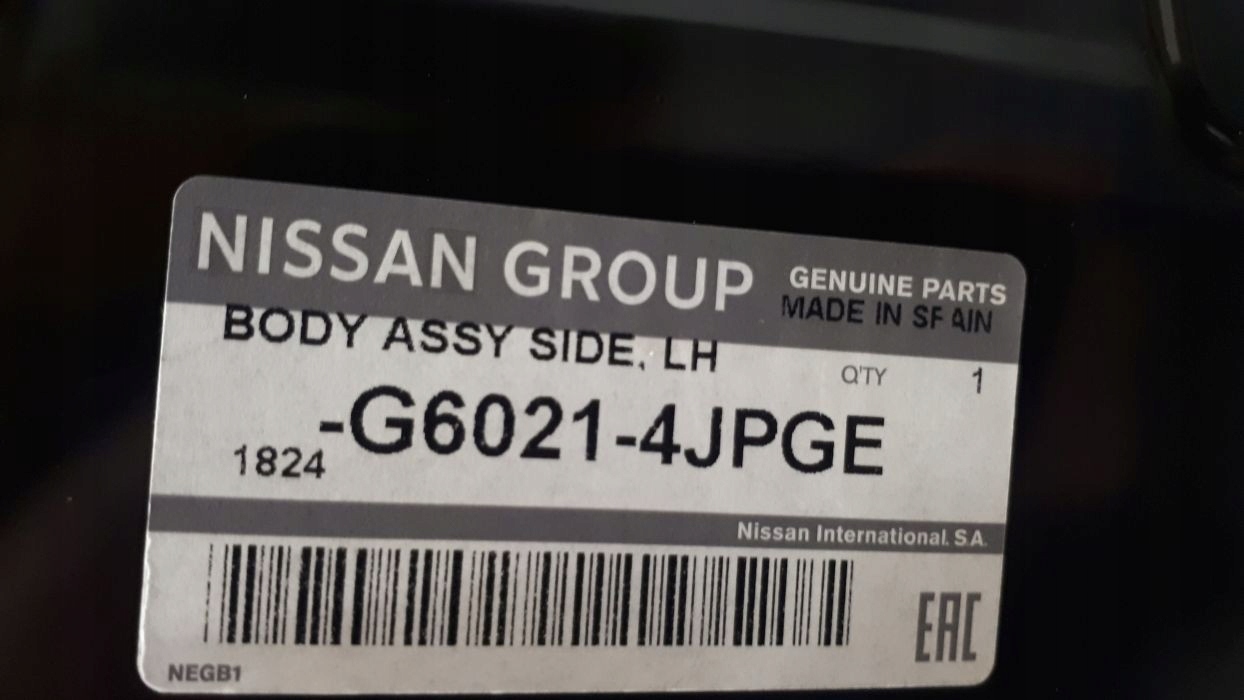 NISSAN GROUP
GENUINE PARTS
MADE IN SPAIN
BODY ASSY SIDE, LH
Q'TY 1
-G6021-4JPGE
1824
Nissan International. S.A.
EAC
NEGB1